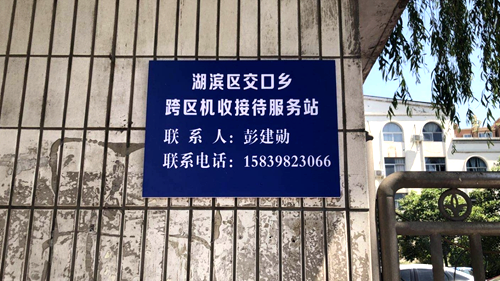 湖滨区交口乡
跨区机收接待服务站
联 系 人：彭建勋
联系电话：15839823066